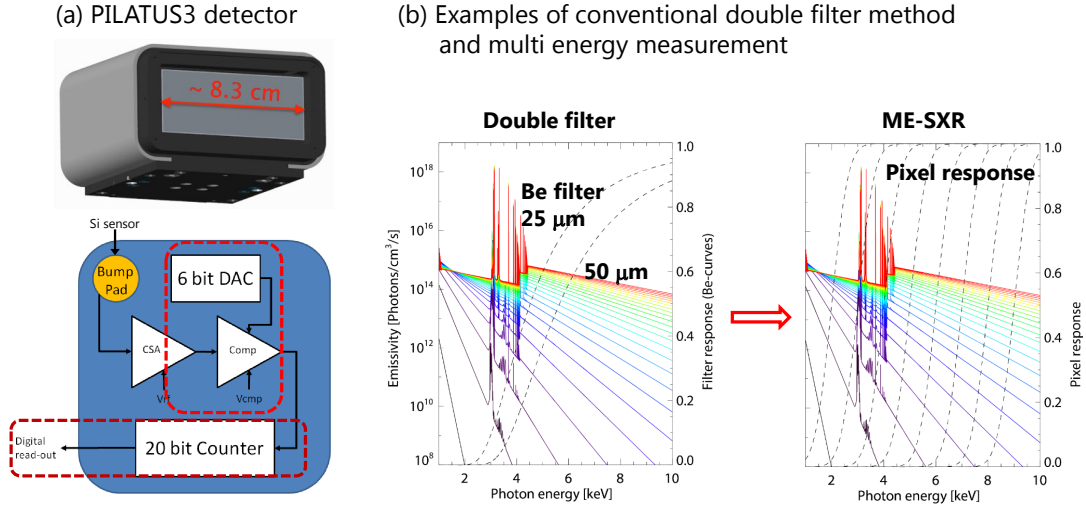 (a) PILATUS3 detector
~ 8.3 cm
Si sensor
Bump
Pad
6 bit DAC
CSA
Comp
Vrf
Vcmp
20 bit Counter
Digital
read-out
(b) Examples of conventional double filter method
and multi energy measurement
Double filter
Be filter
25 μm
50 μm
Emissivity [Photons/cm³/s]
10¹⁸
10¹⁶
10¹⁴
10¹²
10¹⁰
10⁸
2 4 6 8 10
Photon energy [keV]
1.0
0.8
0.6
0.4
0.2
0.0
Filter response (Be-curves)
ME-SXR
Pixel response
2 4 6 8 10
Photon energy [keV]
1.0
0.8
0.6
0.4
0.2
0.0
Pixel response